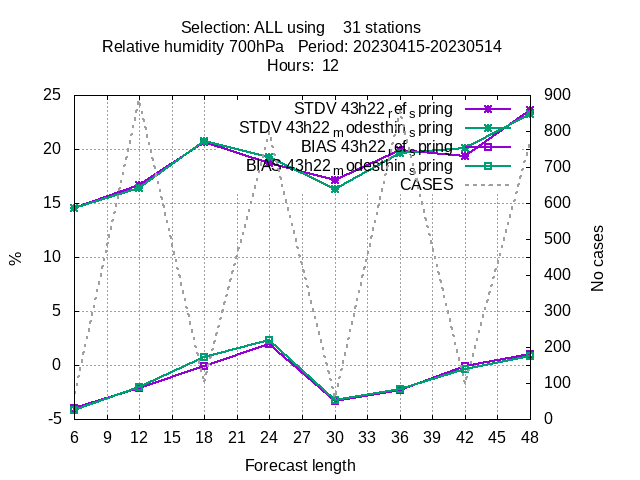 Selection: ALL using    31 stations
Relative humidity 700hPa   Period: 20230415-20230514
Hours:  12
STDV 43h22_ref_spring
STDV 43h22_modesthin_spring
BIAS 43h22_ref_spring
BIAS 43h22_modesthin_spring
CASES
25
20
15
10
5
0
-5
%
900
800
700
600
500
400
300
200
100
0
No cases
6 9 12 15 18 21 24 27 30 33 36 39 42 45 48
Forecast length